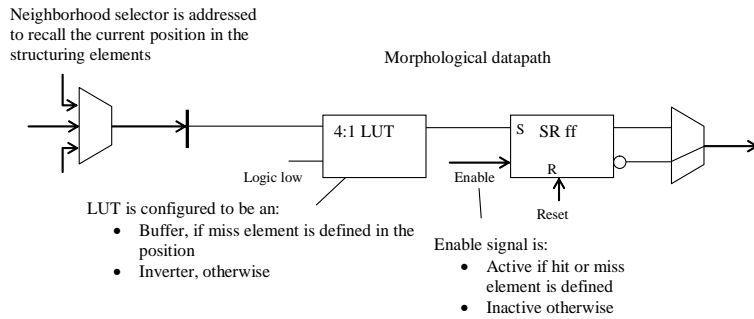 Neighborhood selector is addressed
to recall the current position in the
structuring elements
Morphological datapath
4:1 LUT
S SR ff
R
Logic low
Enable
Reset
LUT is configured to be an:
• Buffer, if miss element is defined in the
position
• Inverter, otherwise
Enable signal is:
• Active if hit or miss
element is defined
• Inactive otherwise